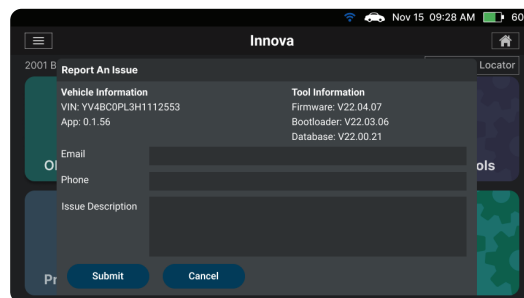 Nov 15 09:28 AM 60
Innova
2001 B Locator
Report An Issue
Vehicle Information
VIN: YV4BC0PL3H1112553
App: 0.1.56
Tool Information
Firmware: V22.04.07
Bootloader: V22.03.06
Database: V22.00.21
Email
Phone
Issue Description
Submit Cancel